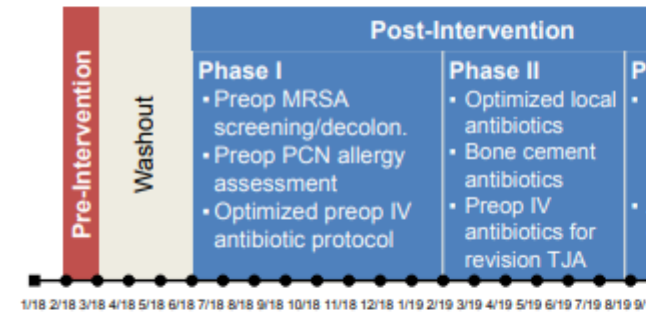 Post-Intervention
Pre-Intervention
Washout
Phase I
▪ Preop MRSA
screening/decolon.
▪ Preop PCN allergy
assessment
▪ Optimized preop IV
antibiotic protocol
Phase II
▪ Optimized local
antibiotics
▪ Bone cement
antibiotics
▪ Preop IV
antibiotics for
revision TJA
P
1/18 2/18 3/18 4/18 5/18 6/18 7/18 8/18 9/18 10/18 11/18 12/18 1/19 2/19 3/19 4/19 5/19 6/19 7/19 8/19 9/